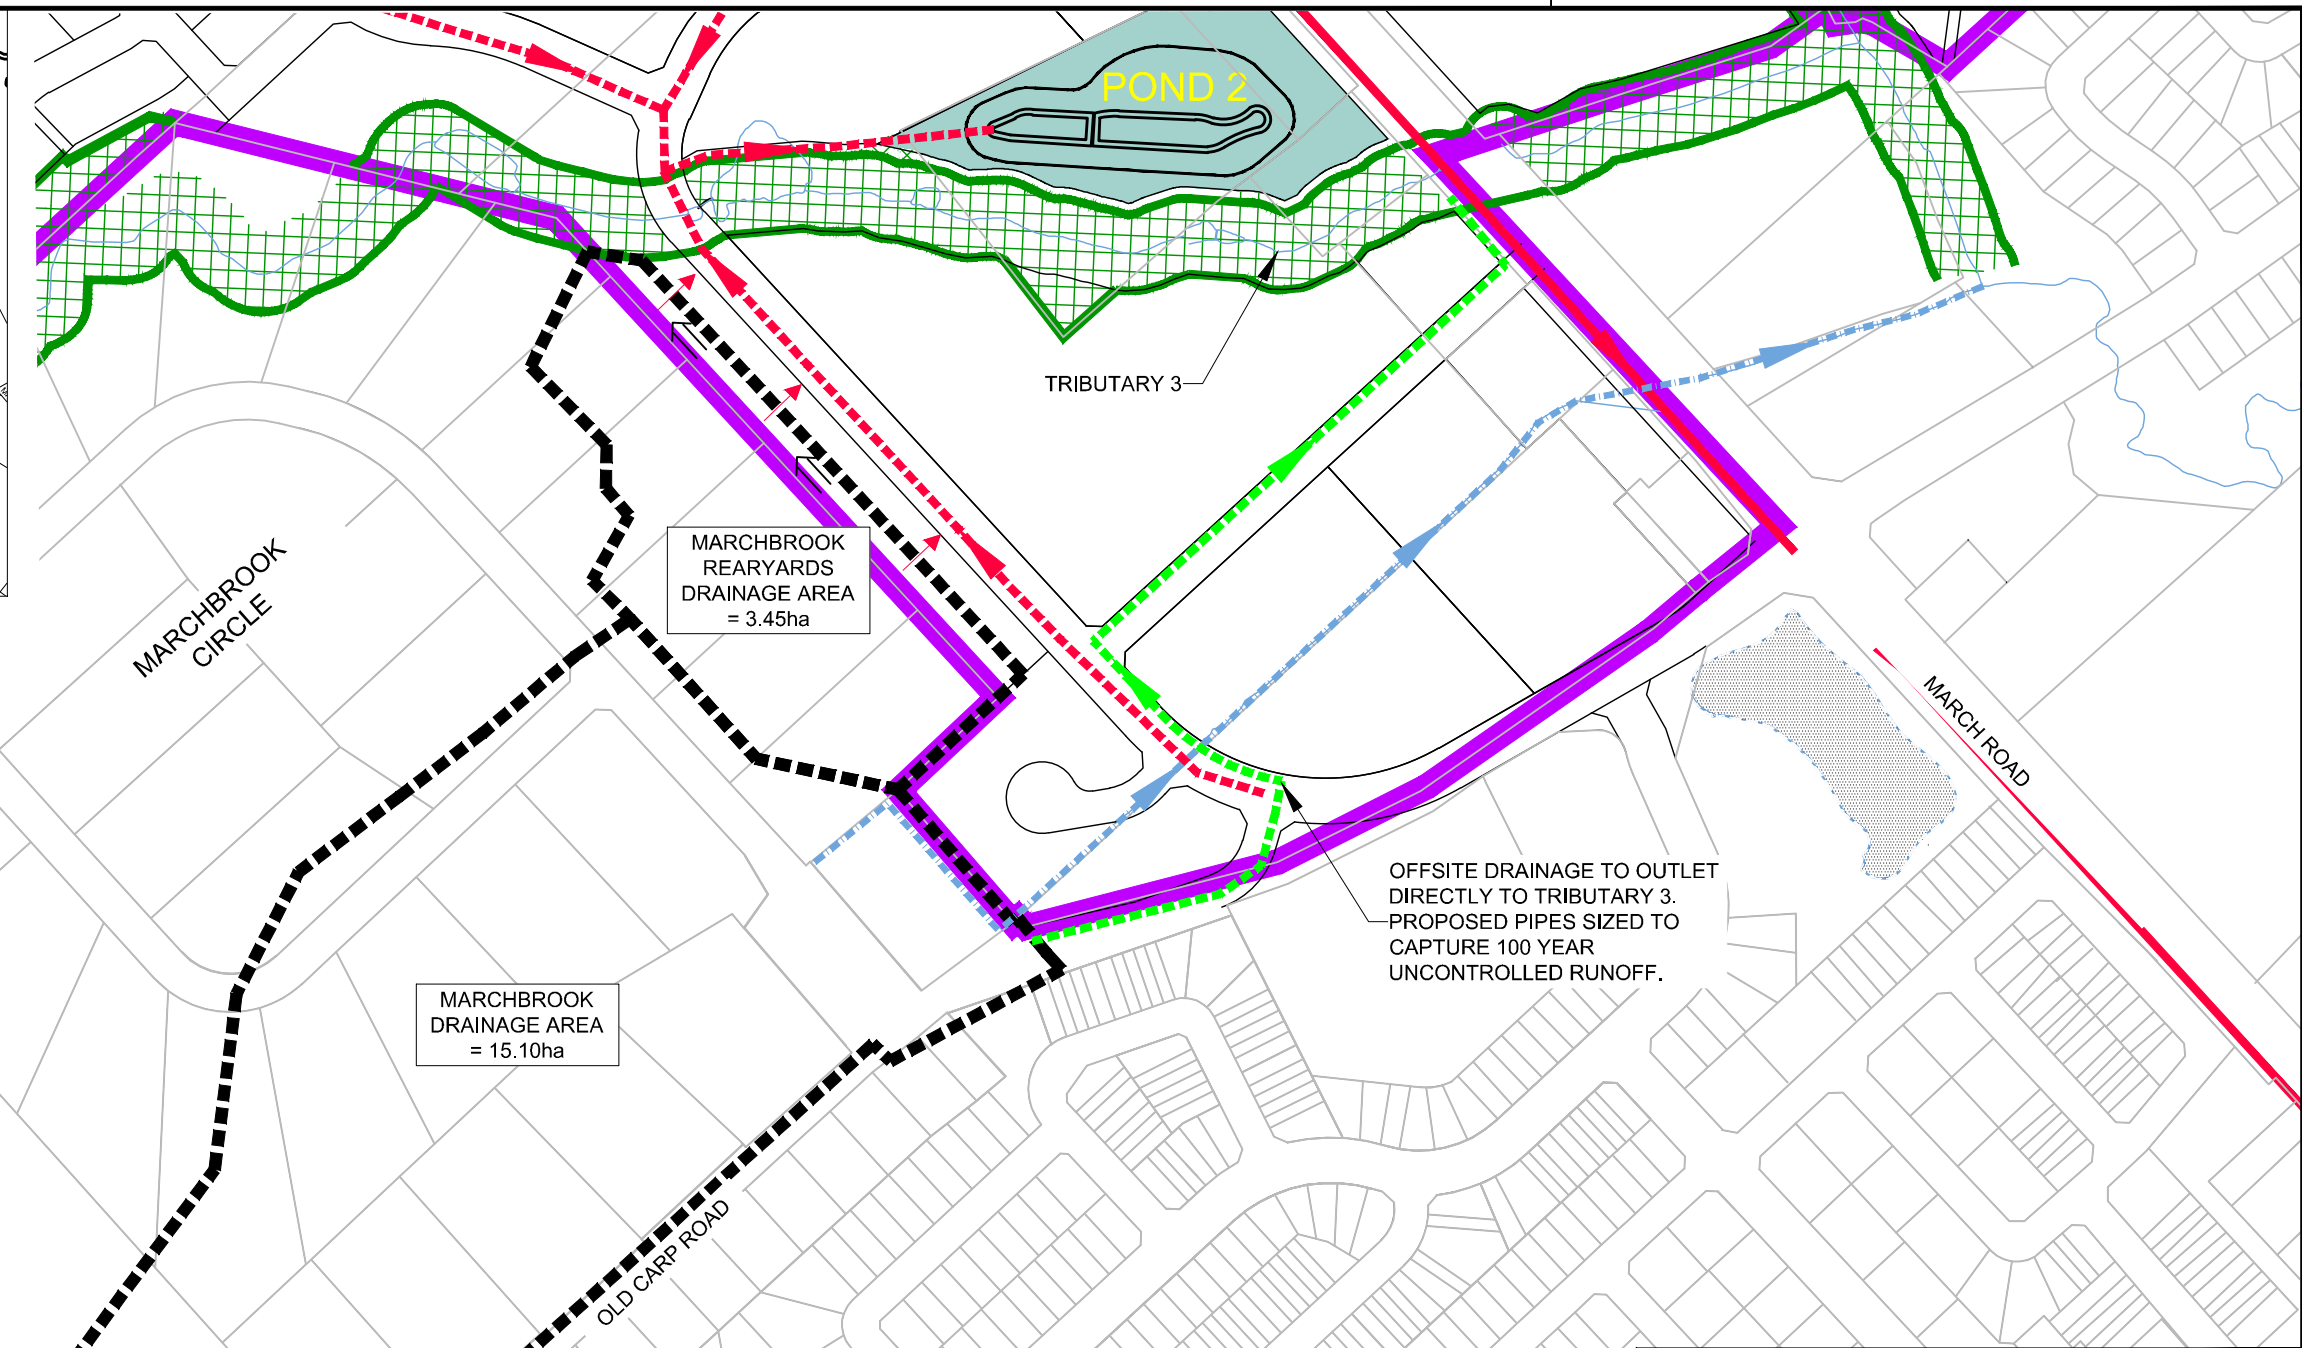 POND 2
TRIBUTARY 3
MARCHBROOK
REARYARDS
DRAINAGE AREA
= 3.45ha
MARCHBROOK
CIRCLE
MARCH ROAD
OFFSITE DRAINAGE TO OUTLET
DIRECTLY TO TRIBUTARY 3.
PROPOSED PIPES SIZED TO
CAPTURE 100 YEAR
UNCONTROLLED RUNOFF.
MARCHBROOK
DRAINAGE AREA
= 15.10ha
OLD CARP ROAD